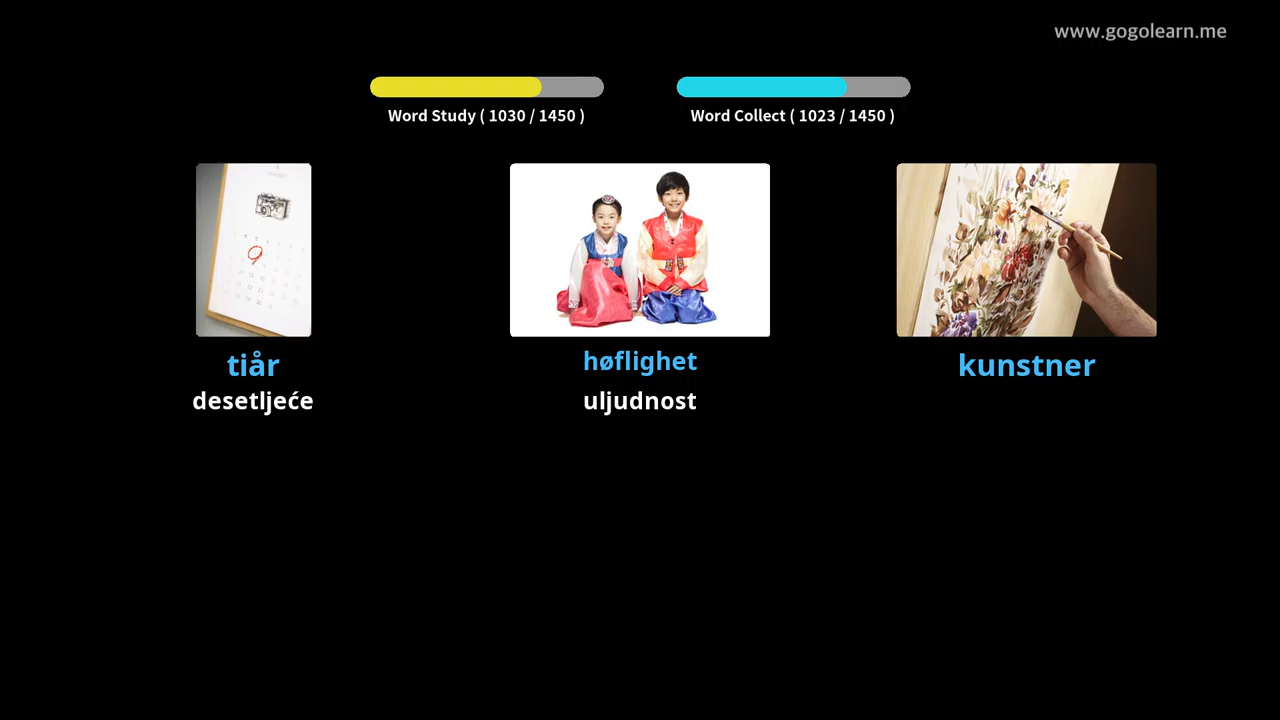 www.gogolearn.me
Word Study ( 1030 / 1450 )
Word Collect ( 1023 / 1450 )
tiår
høflighet
kunstner
desetljeće
uljudnost